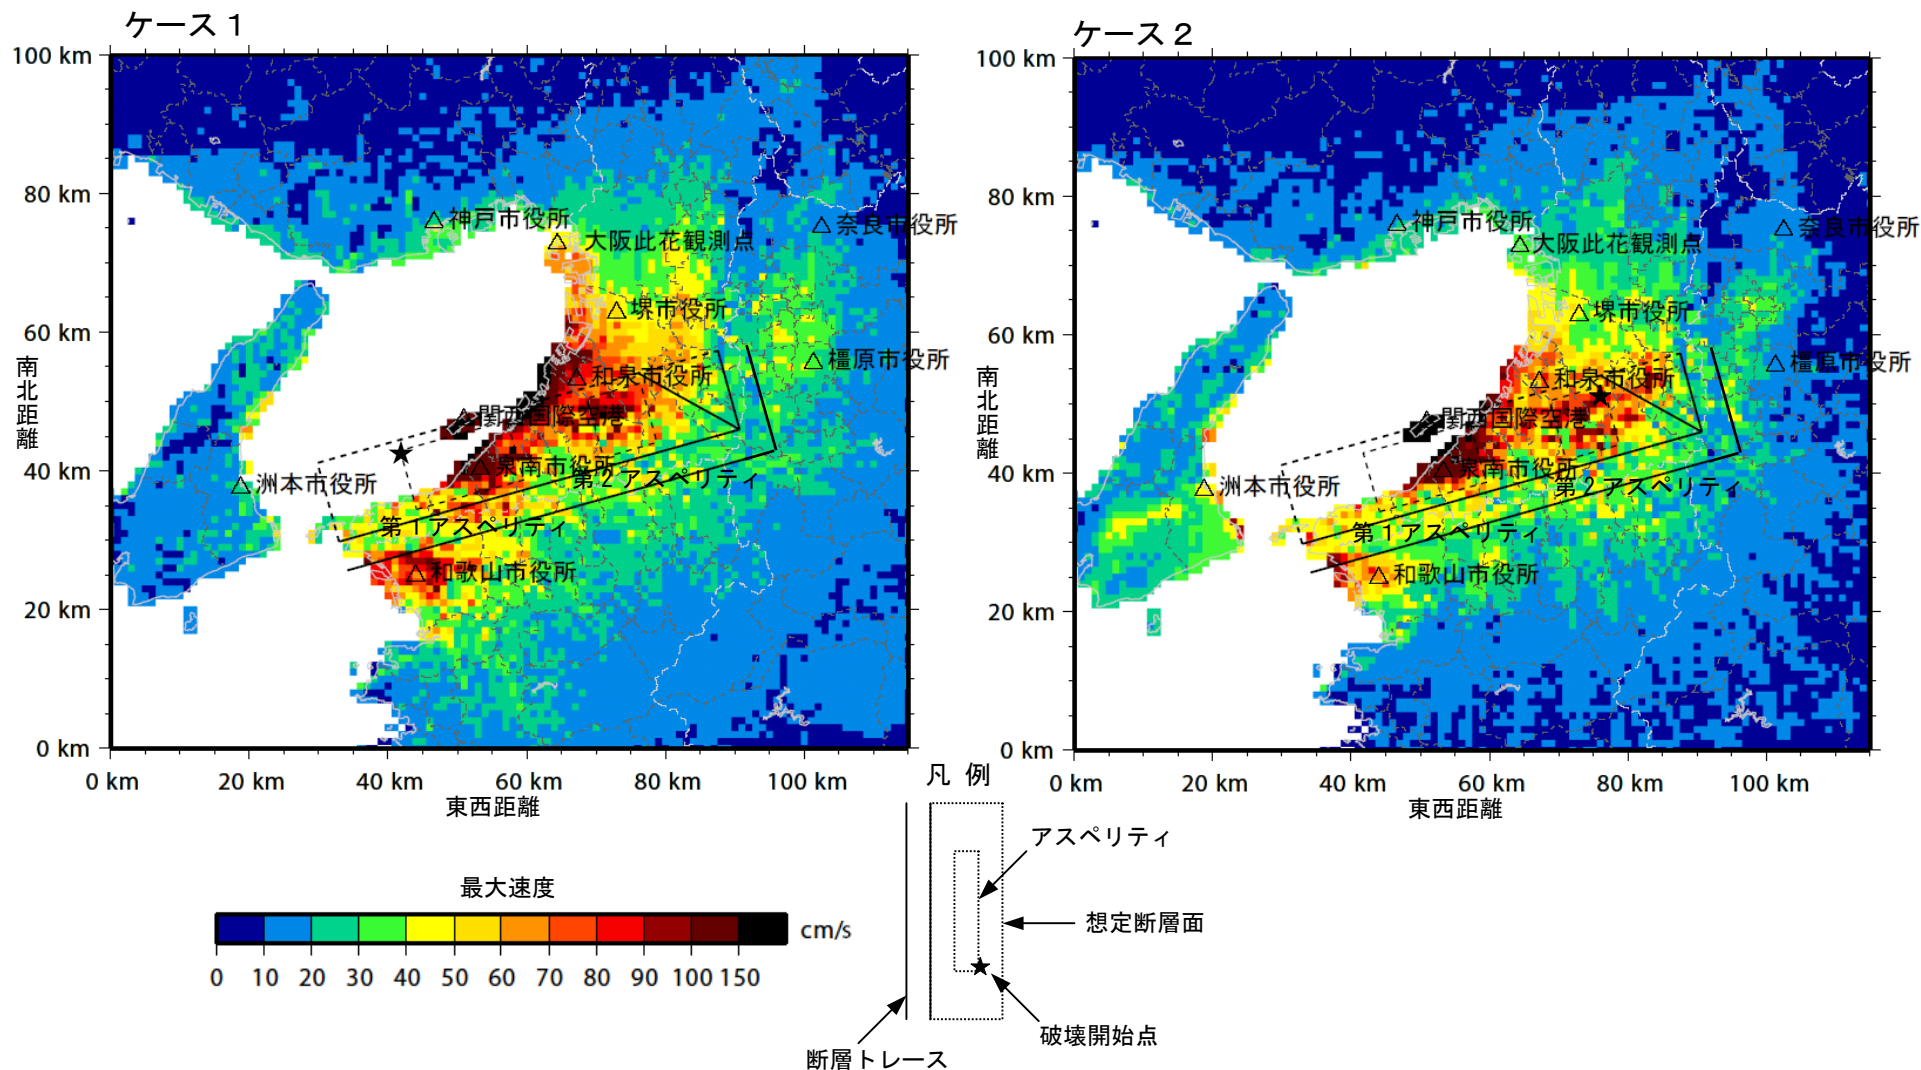 ケース１
ケース２
100 km
80 km
60 km
40 km
20 km
0 km
南北距離
神戸市役所
大阪此花観測点
奈良市役所
堺市役所
橿原市役所
和泉市役所
関西国際空港
泉南市役所
第２アスペリティ
洲本市役所
第１アスペリティ
和歌山市役所
0 km 20 km 40 km 60 km 80 km 100 km
東西距離
100 km
80 km
60 km
40 km
20 km
0 km
南北距離
神戸市役所
大阪此花観測点
奈良市役所
堺市役所
橿原市役所
和泉市役所
関西国際空港
泉南市役所
第２アスペリティ
洲本市役所
第１アスペリティ
和歌山市役所
0 km 20 km 40 km 60 km 80 km 100 km
東西距離
凡 例
アスペリティ
想定断層面
破壊開始点
断層トレース
最大速度
cm/s
0 10 20 30 40 50 60 70 80 90 100 150